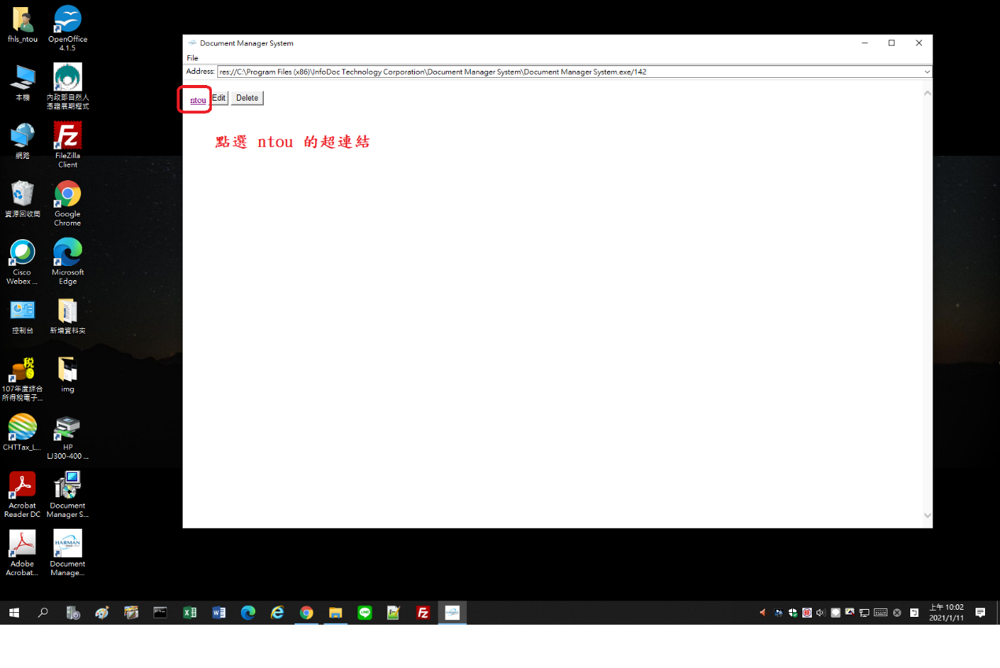 fhls_ntou
OpenOffice
4.1.5
本機
內政部自然人
憑證展期程式
網路
FileZilla
Client
資源回收筒
Google
Chrome
Cisco
Webex ...
Microsoft
Edge
控制台
新增資料夾
稅
107年度綜合
所得稅電子...
img
CHTTax_L...
HP
LJ300-400 ...
Acrobat
Reader DC
Document
Manager S...
Adobe
Acrobat...
HARMAN
Document
Manage...
Document Manager System
File
Address: res://C:\Program Files (x86)\InfoDoc Technology Corporation\Document Manager System\Document Manager System.exe/142
ntou Edit Delete
點選 ntou 的超連結
上午 10:02
2021/1/11